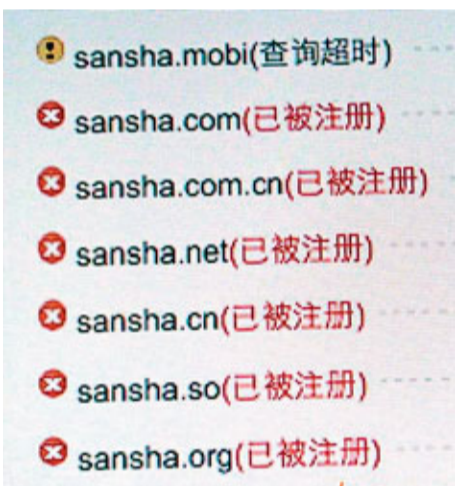 sansha.mobi(查询超时)
sansha.com(已被注册)
sansha.com.cn(已被注册)
sansha.net(已被注册)
sansha.cn(已被注册)
sansha.so(已被注册)
sansha.org(已被注册)